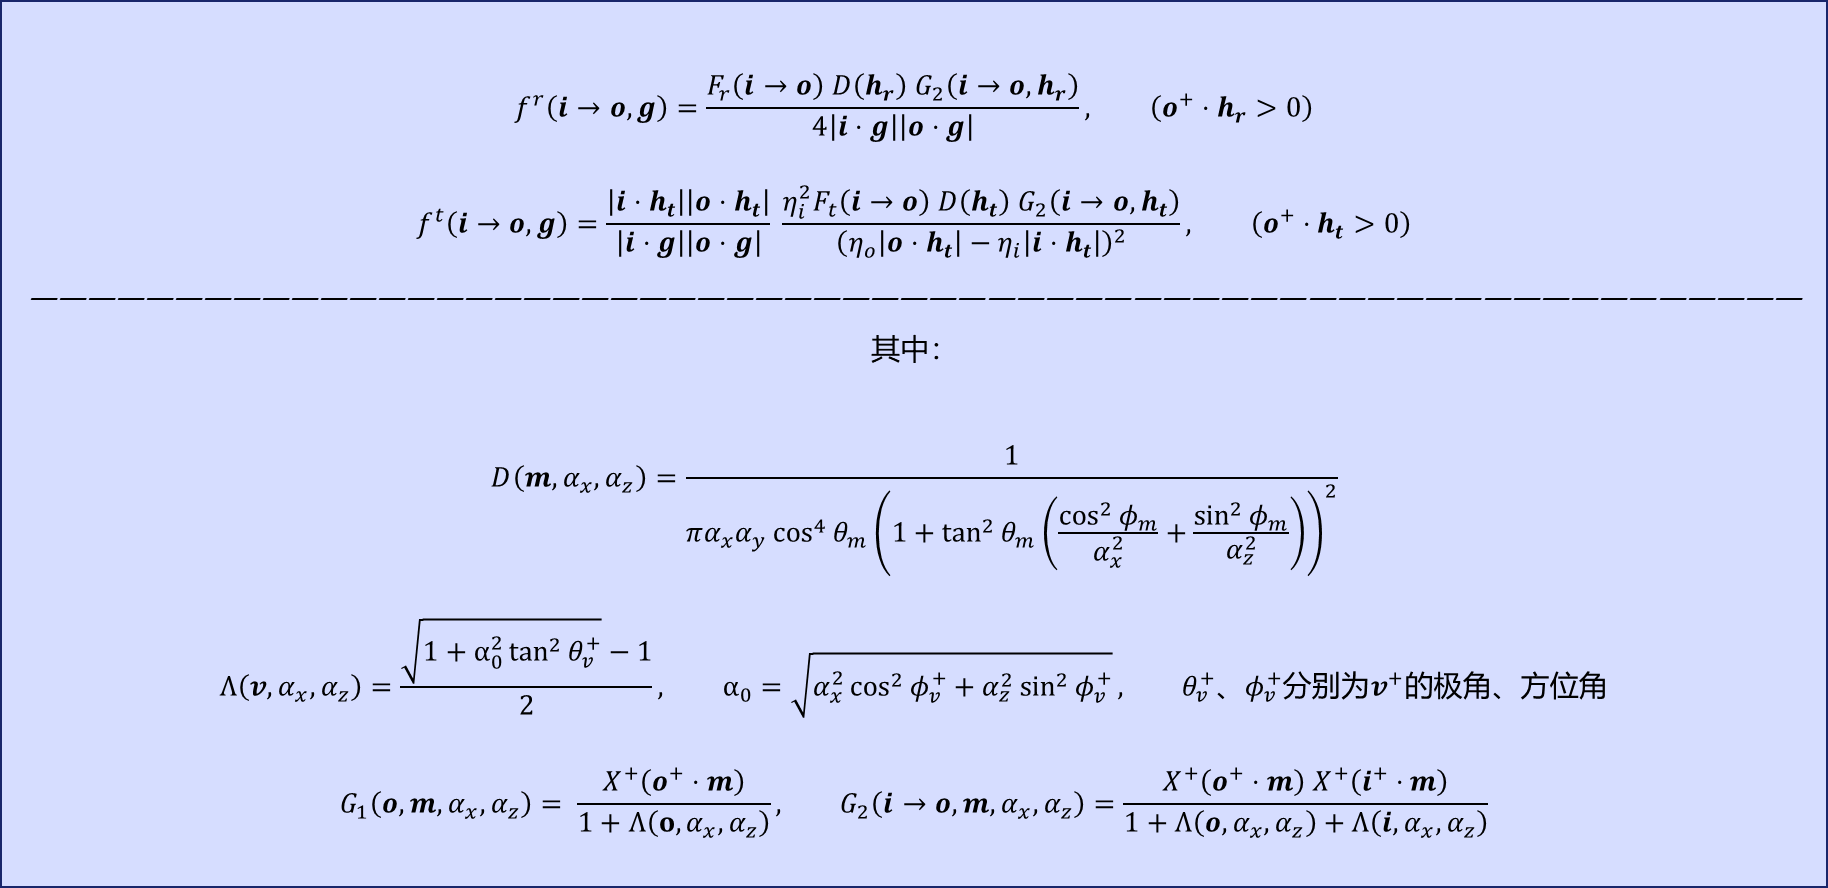 f^r(i → o, g) = F_r(i → o) D(h_r) G_2(i → o, h_r) / 4|i · g||o · g| ,  (o^+ · h_r > 0)
f^t(i → o, g) = |i · h_t||o · h_t| / |i · g||o · g|  η_i^2 F_t(i → o) D(h_t) G_2(i → o, h_t) / (η_o|o · h_t| − η_i|i · h_t|)^2 ,  (o^+ · h_t > 0)
其中：
D(m, α_x, α_z) = 1 / πα_xα_y cos^4 θ_m (1 + tan^2 θ_m (cos^2 ϕ_m / α_x^2 + sin^2 ϕ_m / α_z^2))^2
Λ(v, α_x, α_z) = (√(1 + α_0^2 tan^2 θ_v^+) − 1) / 2 ,  α_0 = √(α_x^2 cos^2 ϕ_v^+ + α_z^2 sin^2 ϕ_v^+) ,  θ_v^+、ϕ_v^+分别为v^+的极角、方位角
G_1(o, m, α_x, α_z) = X^+(o^+ · m) / 1 + Λ(o, α_x, α_z) ,  G_2(i → o, m, α_x, α_z) = X^+(o^+ · m) X^+(i^+ · m) / 1 + Λ(o, α_x, α_z) + Λ(i, α_x, α_z)